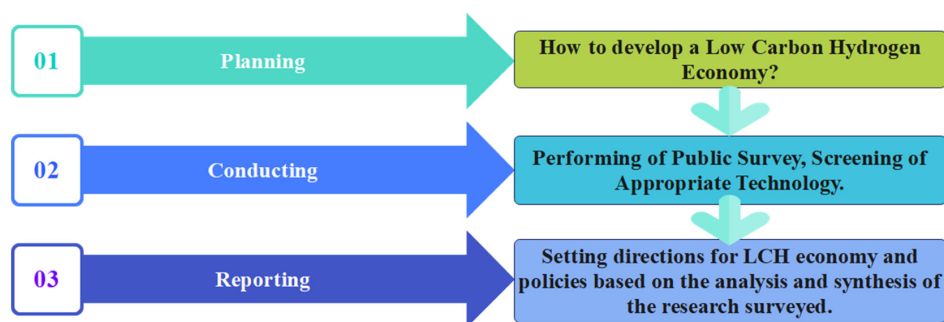 01
Planning
How to develop a Low Carbon Hydrogen
Economy?
02
Conducting
Performing of Public Survey, Screening of
Appropriate Technology.
03
Reporting
Setting directions for LCH economy and
policies based on the analysis and synthesis of
the research surveyed.